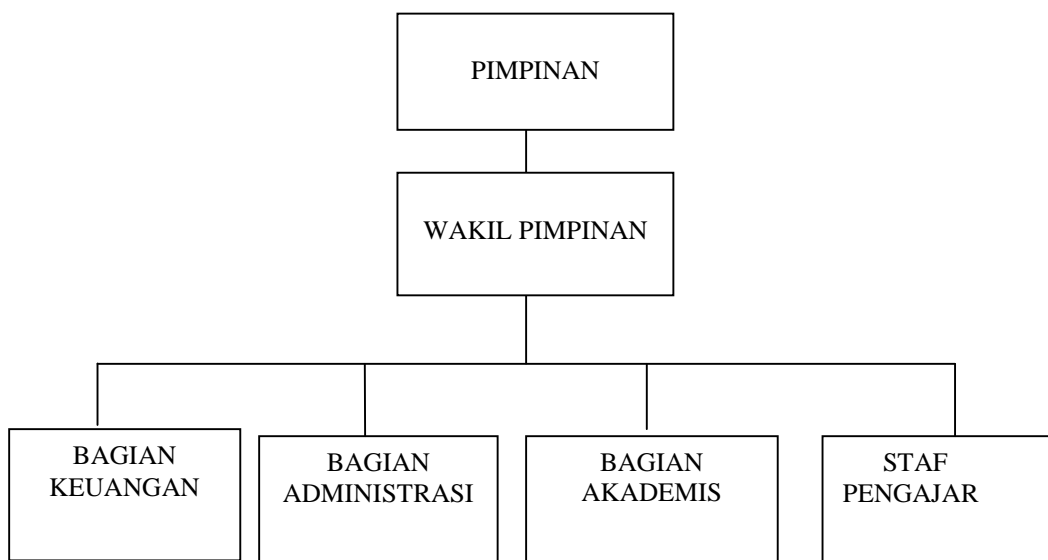 PIMPINAN
WAKIL PIMPINAN
BAGIAN
KEUANGAN
BAGIAN
ADMINISTRASI
BAGIAN
AKADEMIS
STAF
PENGAJAR